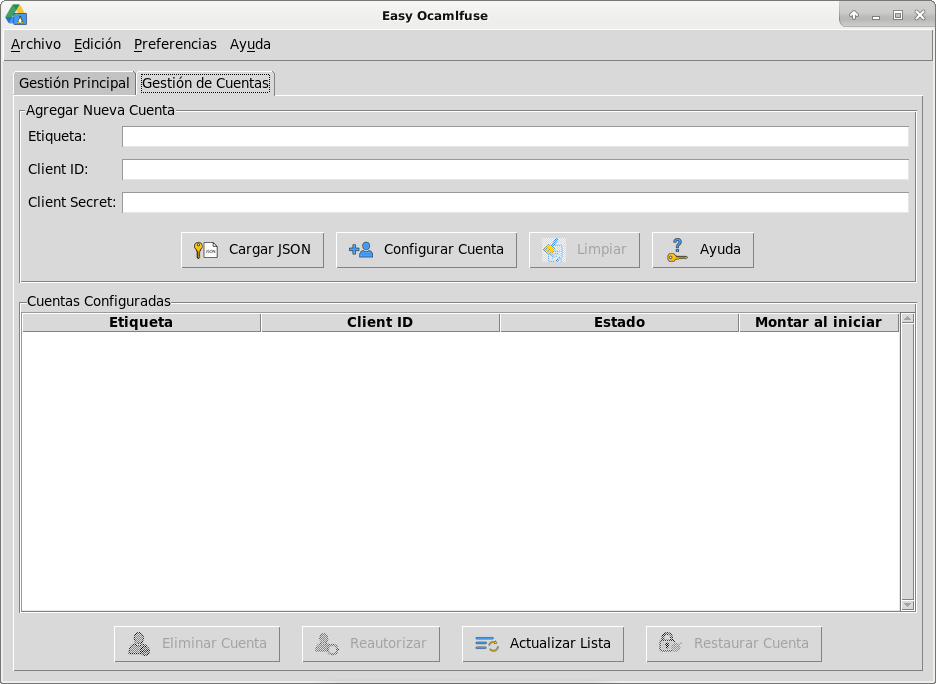 Easy Ocamlfuse
Archivo Edición Preferencias Ayuda
Gestión Principal Gestión de Cuentas
Agregar Nueva Cuenta
Etiqueta:
Client ID:
Client Secret:
Cargar JSON Configurar Cuenta Limpiar Ayuda
Cuentas Configuradas
Etiqueta Client ID Estado Montar al iniciar
Eliminar Cuenta Reautorizar Actualizar Lista Restaurar Cuenta